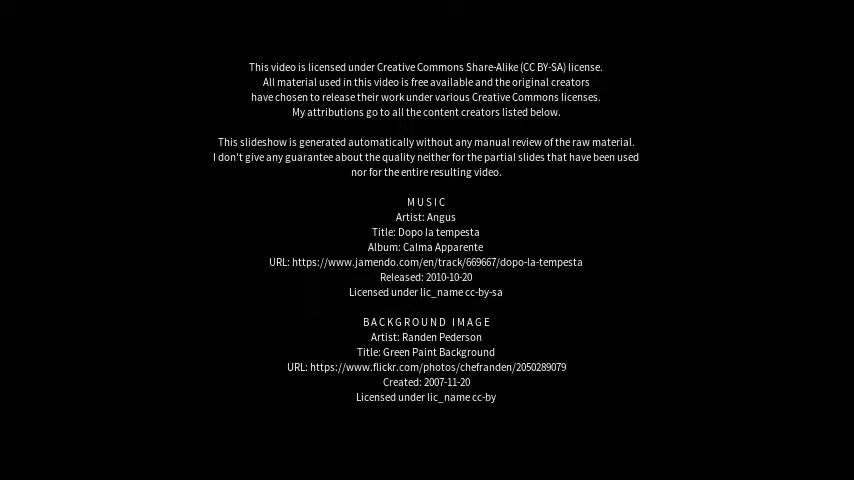 This video is licensed under Creative Commons Share-Alike (CC BY-SA) license.
All material used in this video is free available and the original creators
have chosen to release their work under various Creative Commons licenses.
My attributions go to all the content creators listed below.
This slideshow is generated automatically without any manual review of the raw material.
I don't give any guarantee about the quality neither for the partial slides that have been used
nor for the entire resulting video.
MUSIC
Artist: Angus
Title: Dopo la tempesta
Album: Calma Apparente
URL: https://www.jamendo.com/en/track/669667/dopo-la-tempesta
Released: 2010-10-20
Licensed under lic_name cc-by-sa
BACKGROUND IMAGE
Artist: Randen Pederson
Title: Green Paint Background
URL: https://www.flickr.com/photos/chefranden/2050289079
Created: 2007-11-20
Licensed under lic_name cc-by